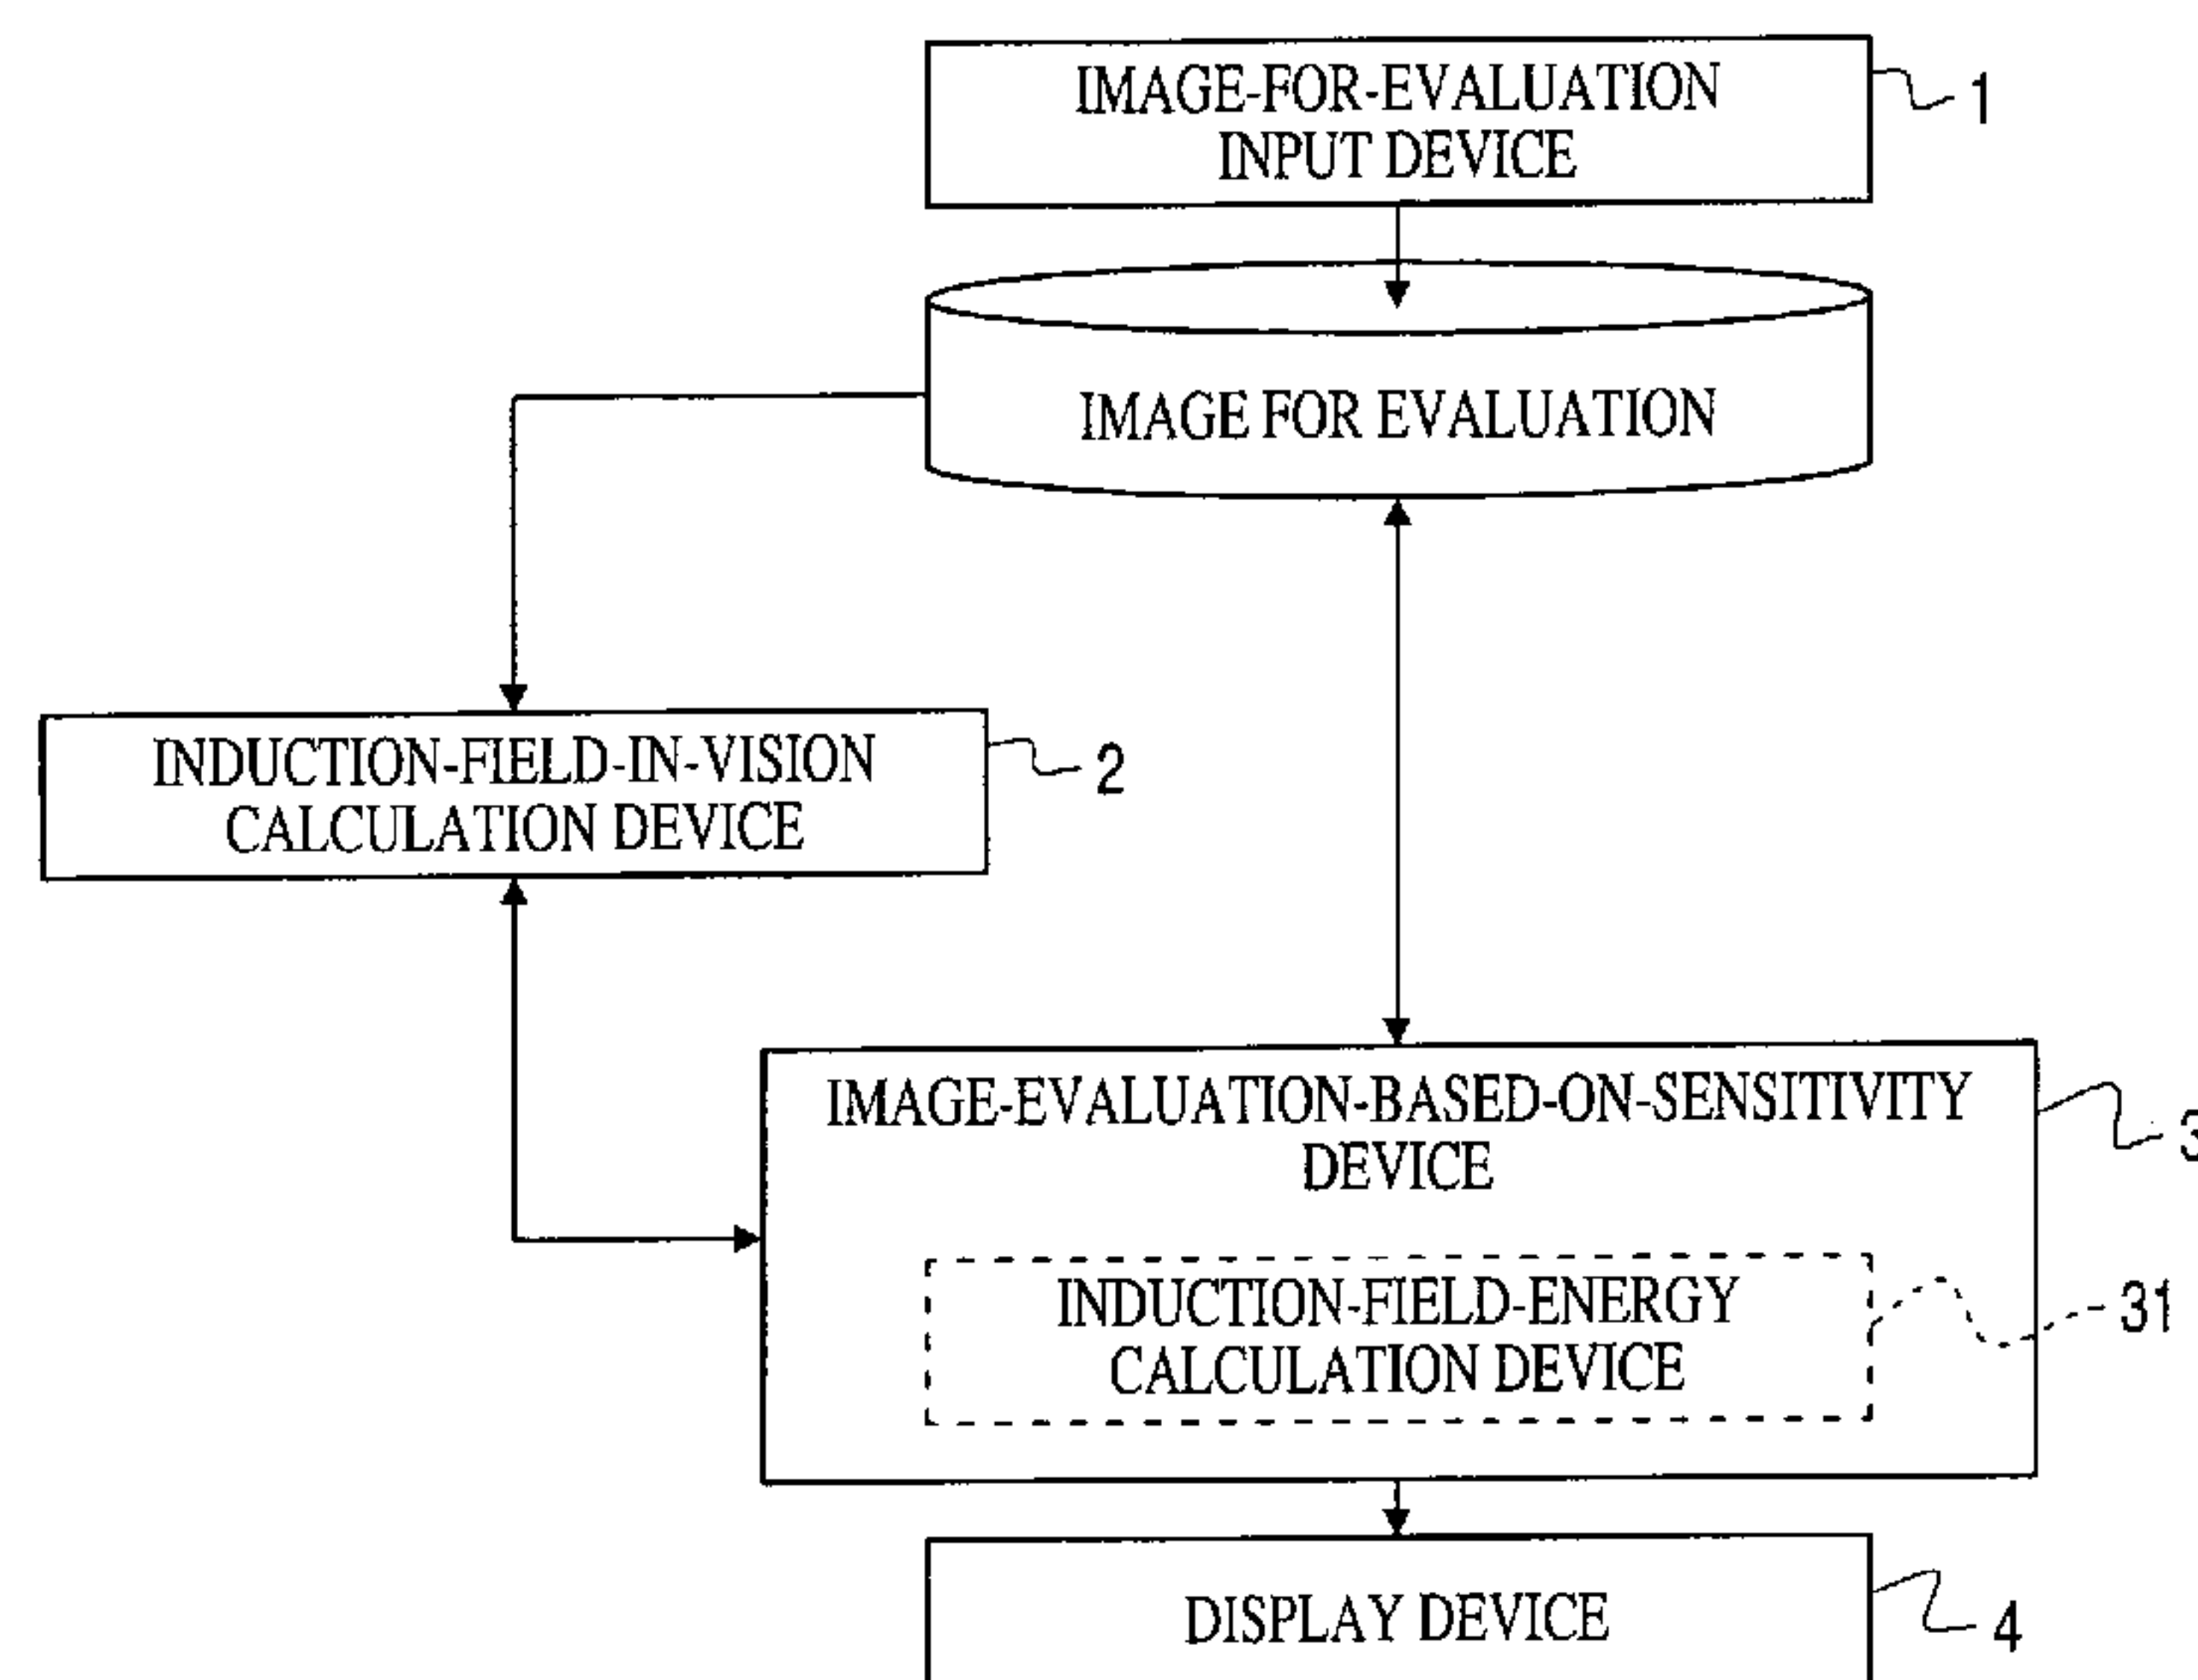 IMAGE-FOR-EVALUATION
INPUT DEVICE
1
IMAGE FOR EVALUATION
INDUCTION-FIELD-IN-VISION
CALCULATION DEVICE
2
IMAGE-EVALUATION-BASED-ON-SENSITIVITY
DEVICE
3
INDUCTION-FIELD-ENERGY
CALCULATION DEVICE
31
DISPLAY DEVICE
4